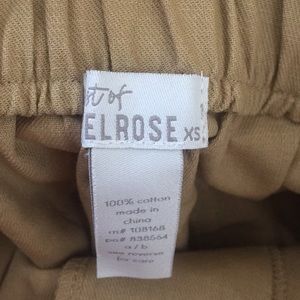 st of
ELROSE xs
100% cotton
made in
china
rn# 108168
po# 838564
a / b
see reverse
for care